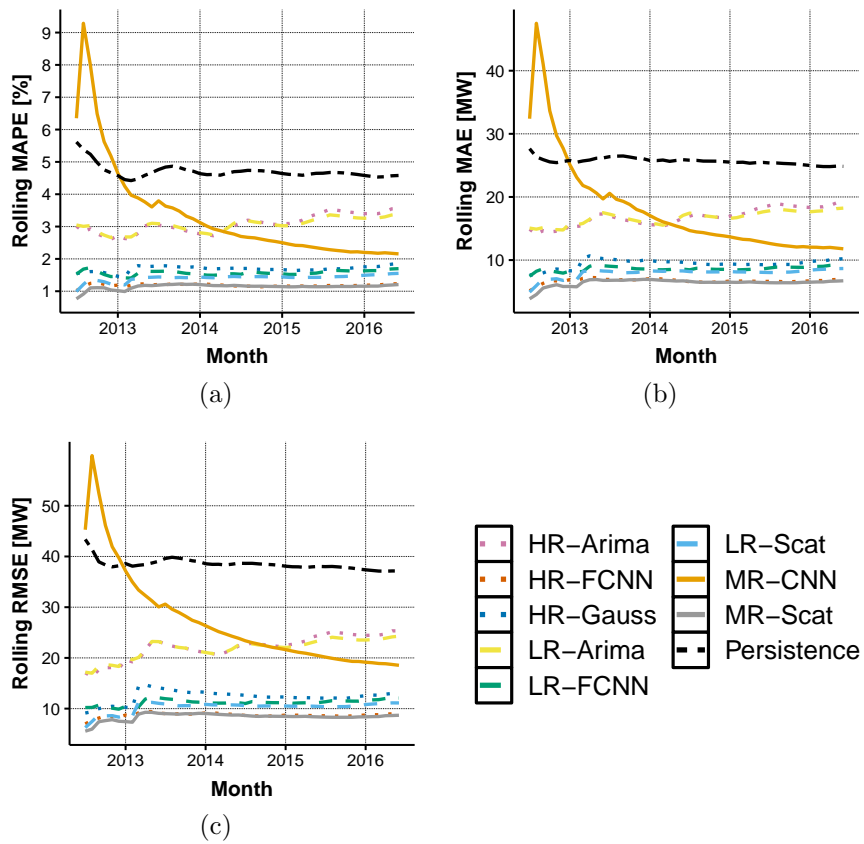 Rolling MAPE [%]
9
8
7
6
5
4
3
2
1
2013 2014 2015 2016
Month
(a)
Rolling MAE [MW]
40
30
20
10
2013 2014 2015 2016
Month
(b)
Rolling RMSE [MW]
50
40
30
20
10
2013 2014 2015 2016
Month
(c)
HR−Arima
HR−FCNN
HR−Gauss
LR−Arima
LR−FCNN
LR−Scat
MR−CNN
MR−Scat
Persistence